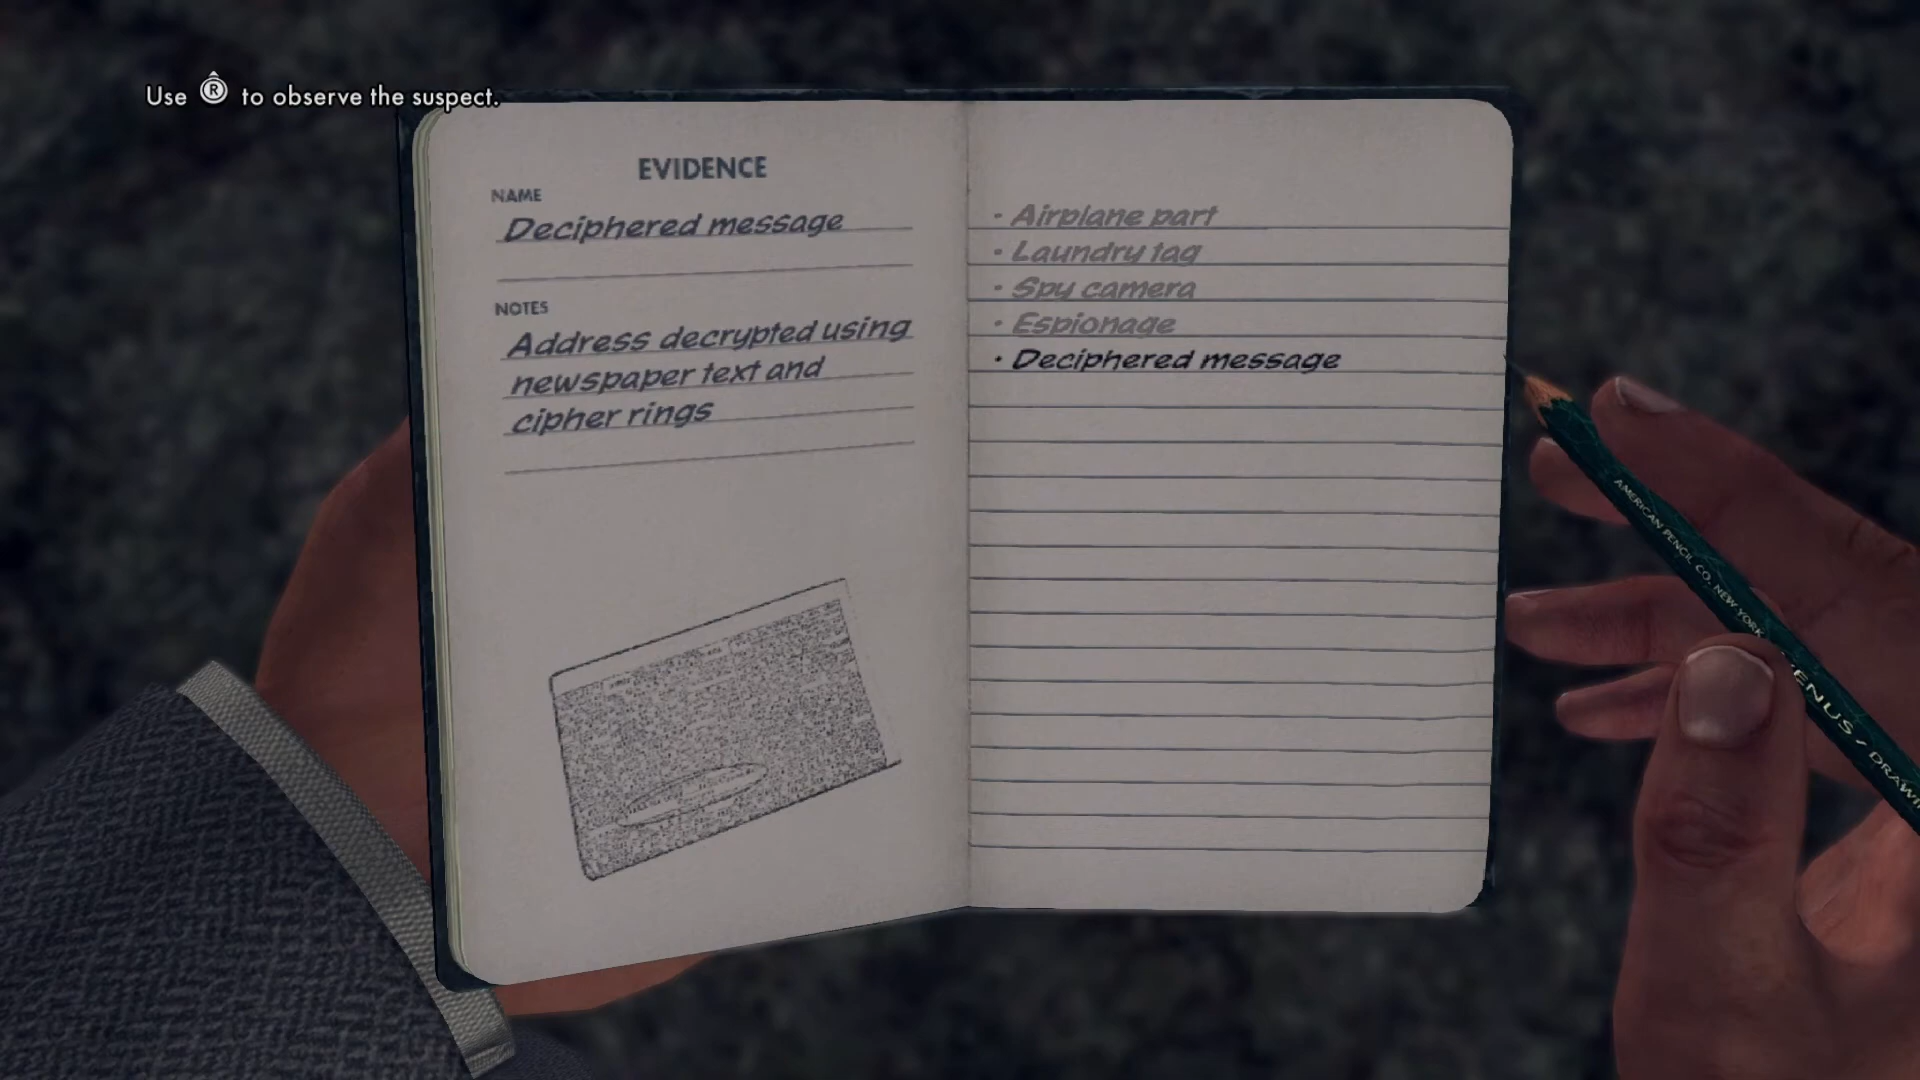 Use R to observe the suspect.
EVIDENCE
NAME
Deciphered message
NOTES
Address decrypted using
newspaper text and
cipher rings
· Airplane part
· Laundry tag
· Spy camera
· Espionage
· Deciphered message
AMERICAN PENCIL CO. NEW YORK
VENUS / DRAWI